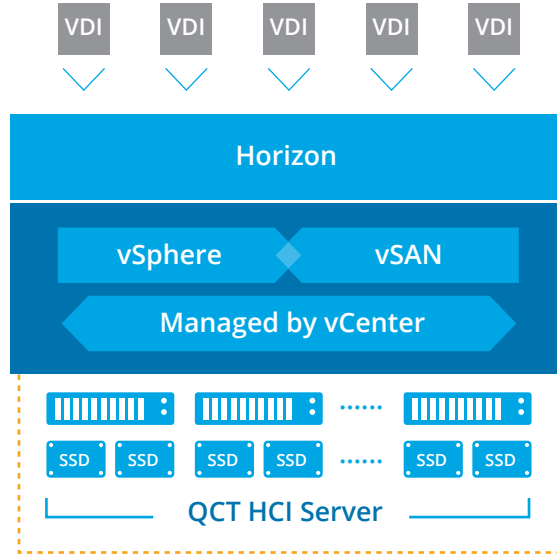 VDI VDI VDI VDI VDI
Horizon
vSphere vSAN
Managed by vCenter
SSD SSD SSD SSD SSD SSD
QCT HCI Server